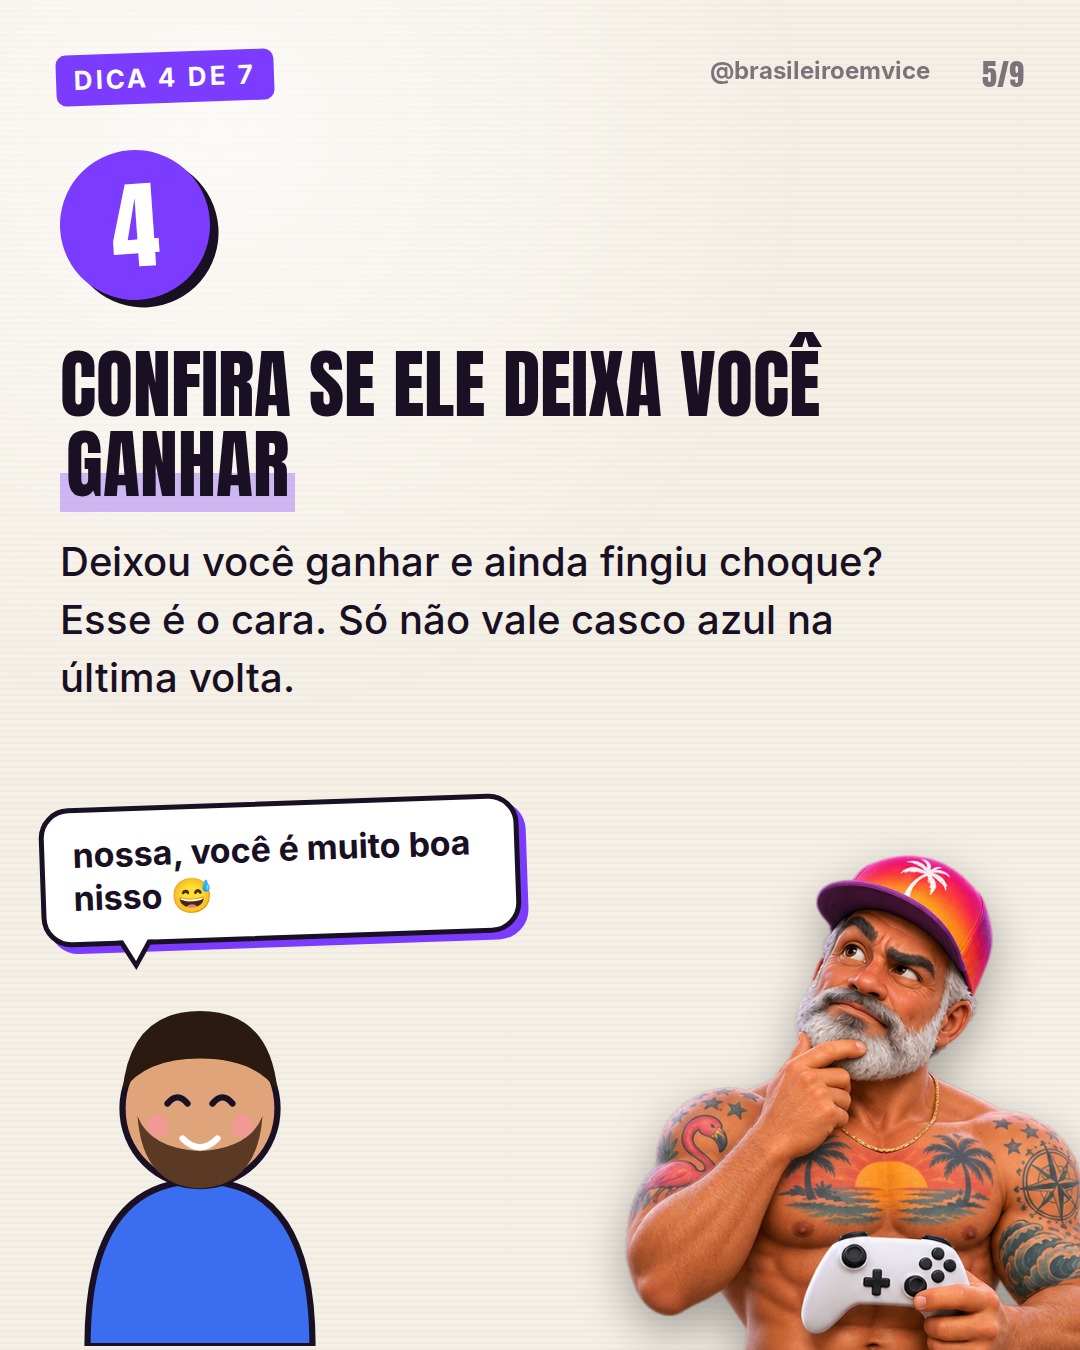 DICA 4 DE 7
@brasileiroemvice
5/9
4
CONFIRA SE ELE DEIXA VOCÊ
GANHAR
Deixou você ganhar e ainda fingiu choque?
Esse é o cara. Só não vale casco azul na
última volta.
nossa, você é muito boa
nisso 😅